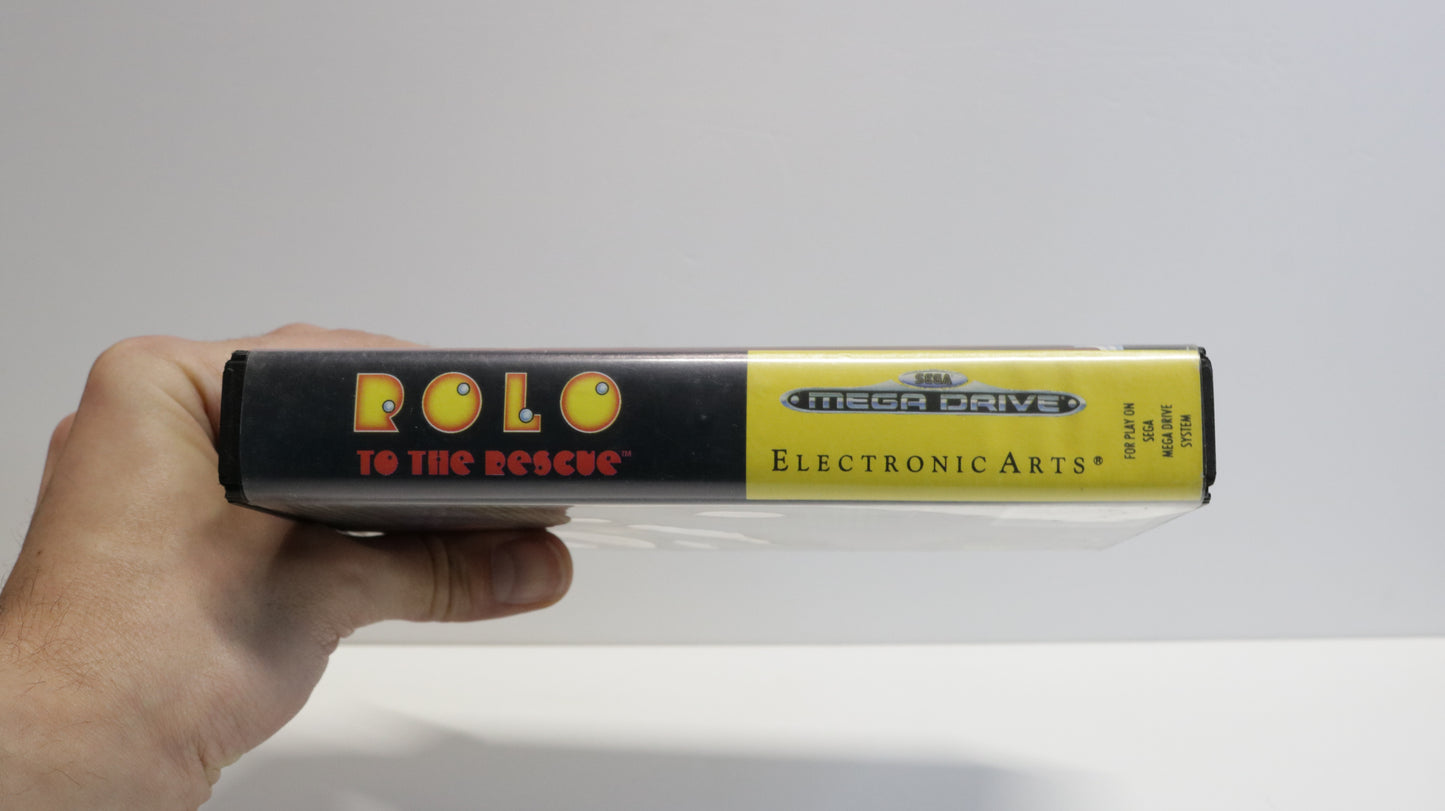 ROLO
TO THE RESCUE™
SEGA
MEGA DRIVE
ELECTRONIC ARTS®
FOR PLAY ON
SEGA
MEGA DRIVE
SYSTEM